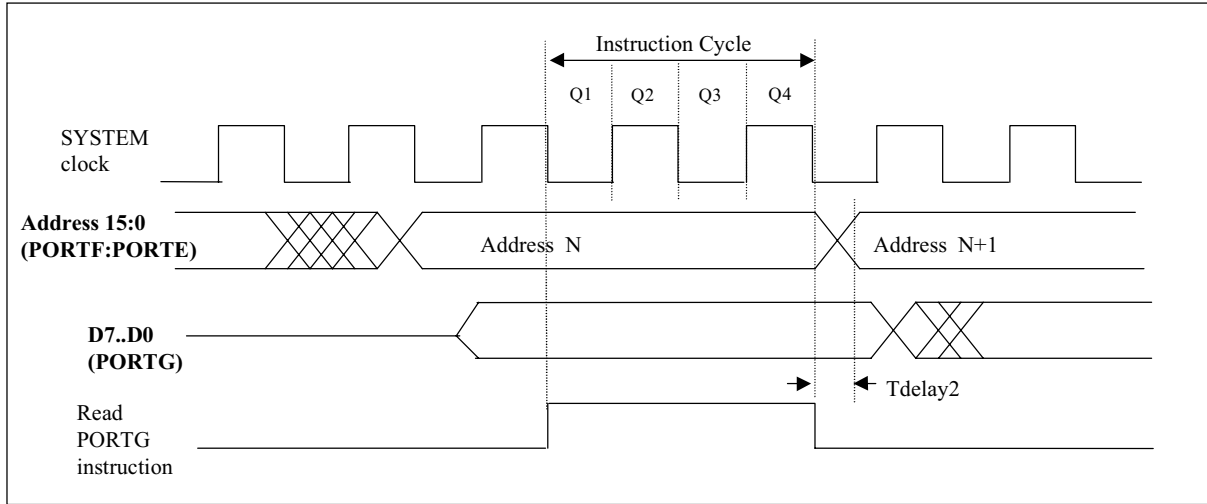 Instruction Cycle
Q1 Q2 Q3 Q4
SYSTEM
clock
Address 15:0
(PORTF:PORTE)
Address N
Address N+1
D7..D0
(PORTG)
Tdelay2
Read
PORTG
instruction